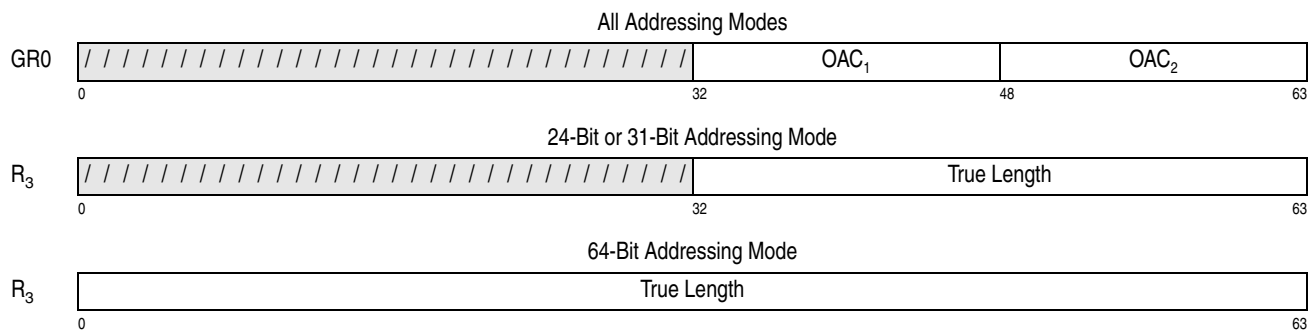 All Addressing Modes
GR0 / / / / / / / / / / / / / / / / / / / / / / / / / / / / / / / / OAC₁ OAC₂
0 32 48 63
24-Bit or 31-Bit Addressing Mode
R₃ / / / / / / / / / / / / / / / / / / / / / / / / / / / / / / / / True Length
0 32 63
64-Bit Addressing Mode
R₃ True Length
0 63